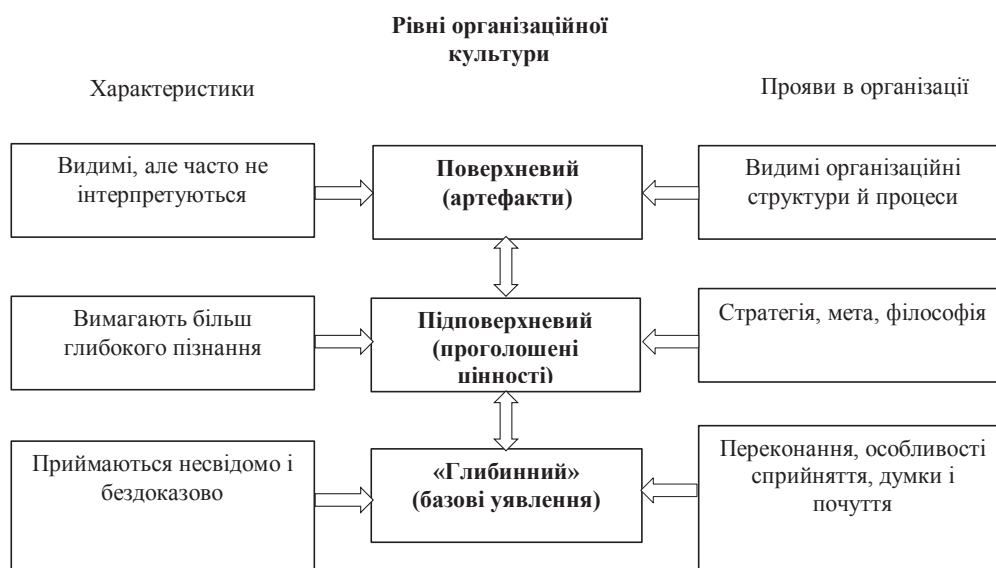 Рівні організаційної
культури
Характеристики
Прояви в організації
Видимі, але часто не
інтерпретуються
Поверхневий
(артефакти)
Видимі організаційні
структури й процеси
Вимагають більш
глибокого пізнання
Підповерхневий
(проголошені
цінності)
Стратегія, мета, філософія
Приймаються несвідомо і
бездоказово
«Глибинний»
(базові уявлення)
Переконання, особливості
сприйняття, думки і
почуття